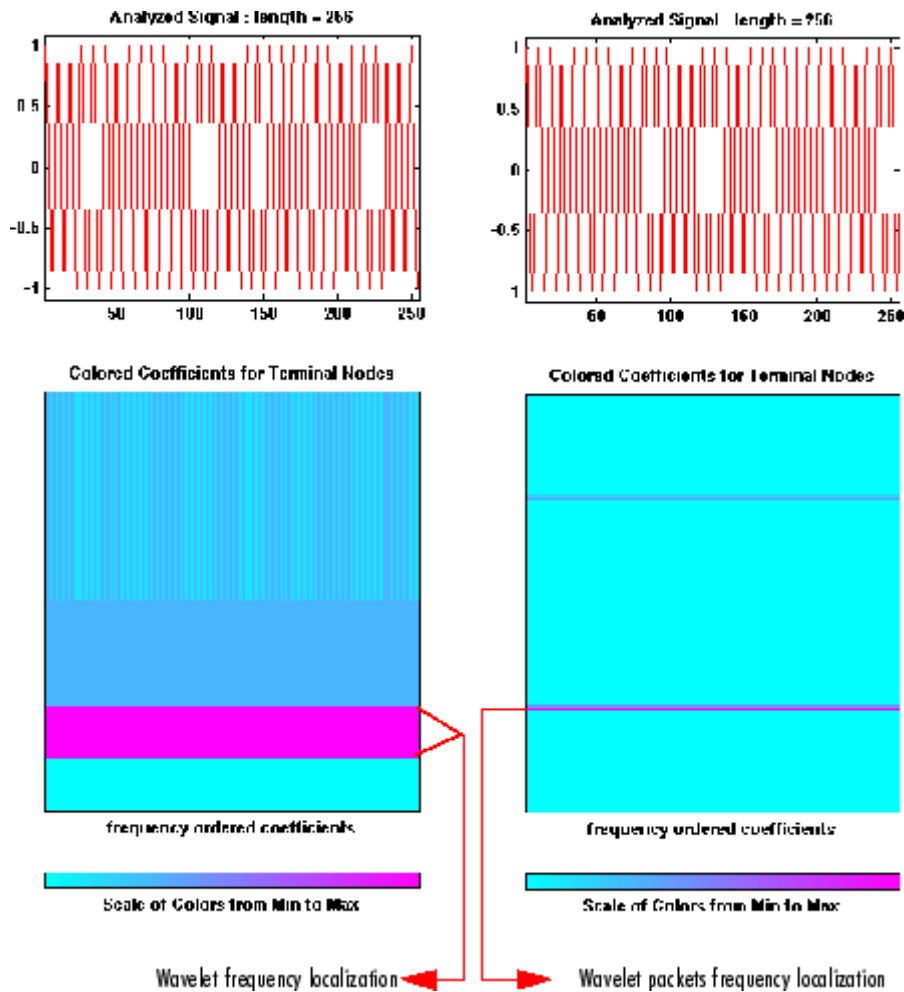 Analyzed Signal : length = 256
Analyzed Signal : length = 256
1
0.5
0
-0.5
-1
50 100 150 200 250
1
0.5
0
-0.5
-1
50 100 150 200 250
Colored Coefficients for Terminal Nodes
Colored Coefficients for Terminal Nodes
frequency ordered coefficients
frequency ordered coefficients
Scale of Colors from Min to Max
Scale of Colors from Min to Max
Wavelet frequency localization
Wavelet packets frequency localization